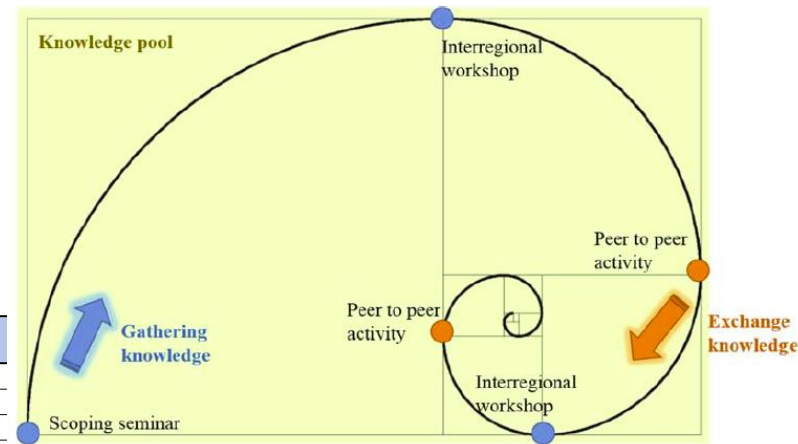 Knowledge pool
Interregional
workshop
Peer to peer
activity
Exchange
knowledge
Peer to peer
activity
Gathering
knowledge
Interregional
workshop
Scoping seminar